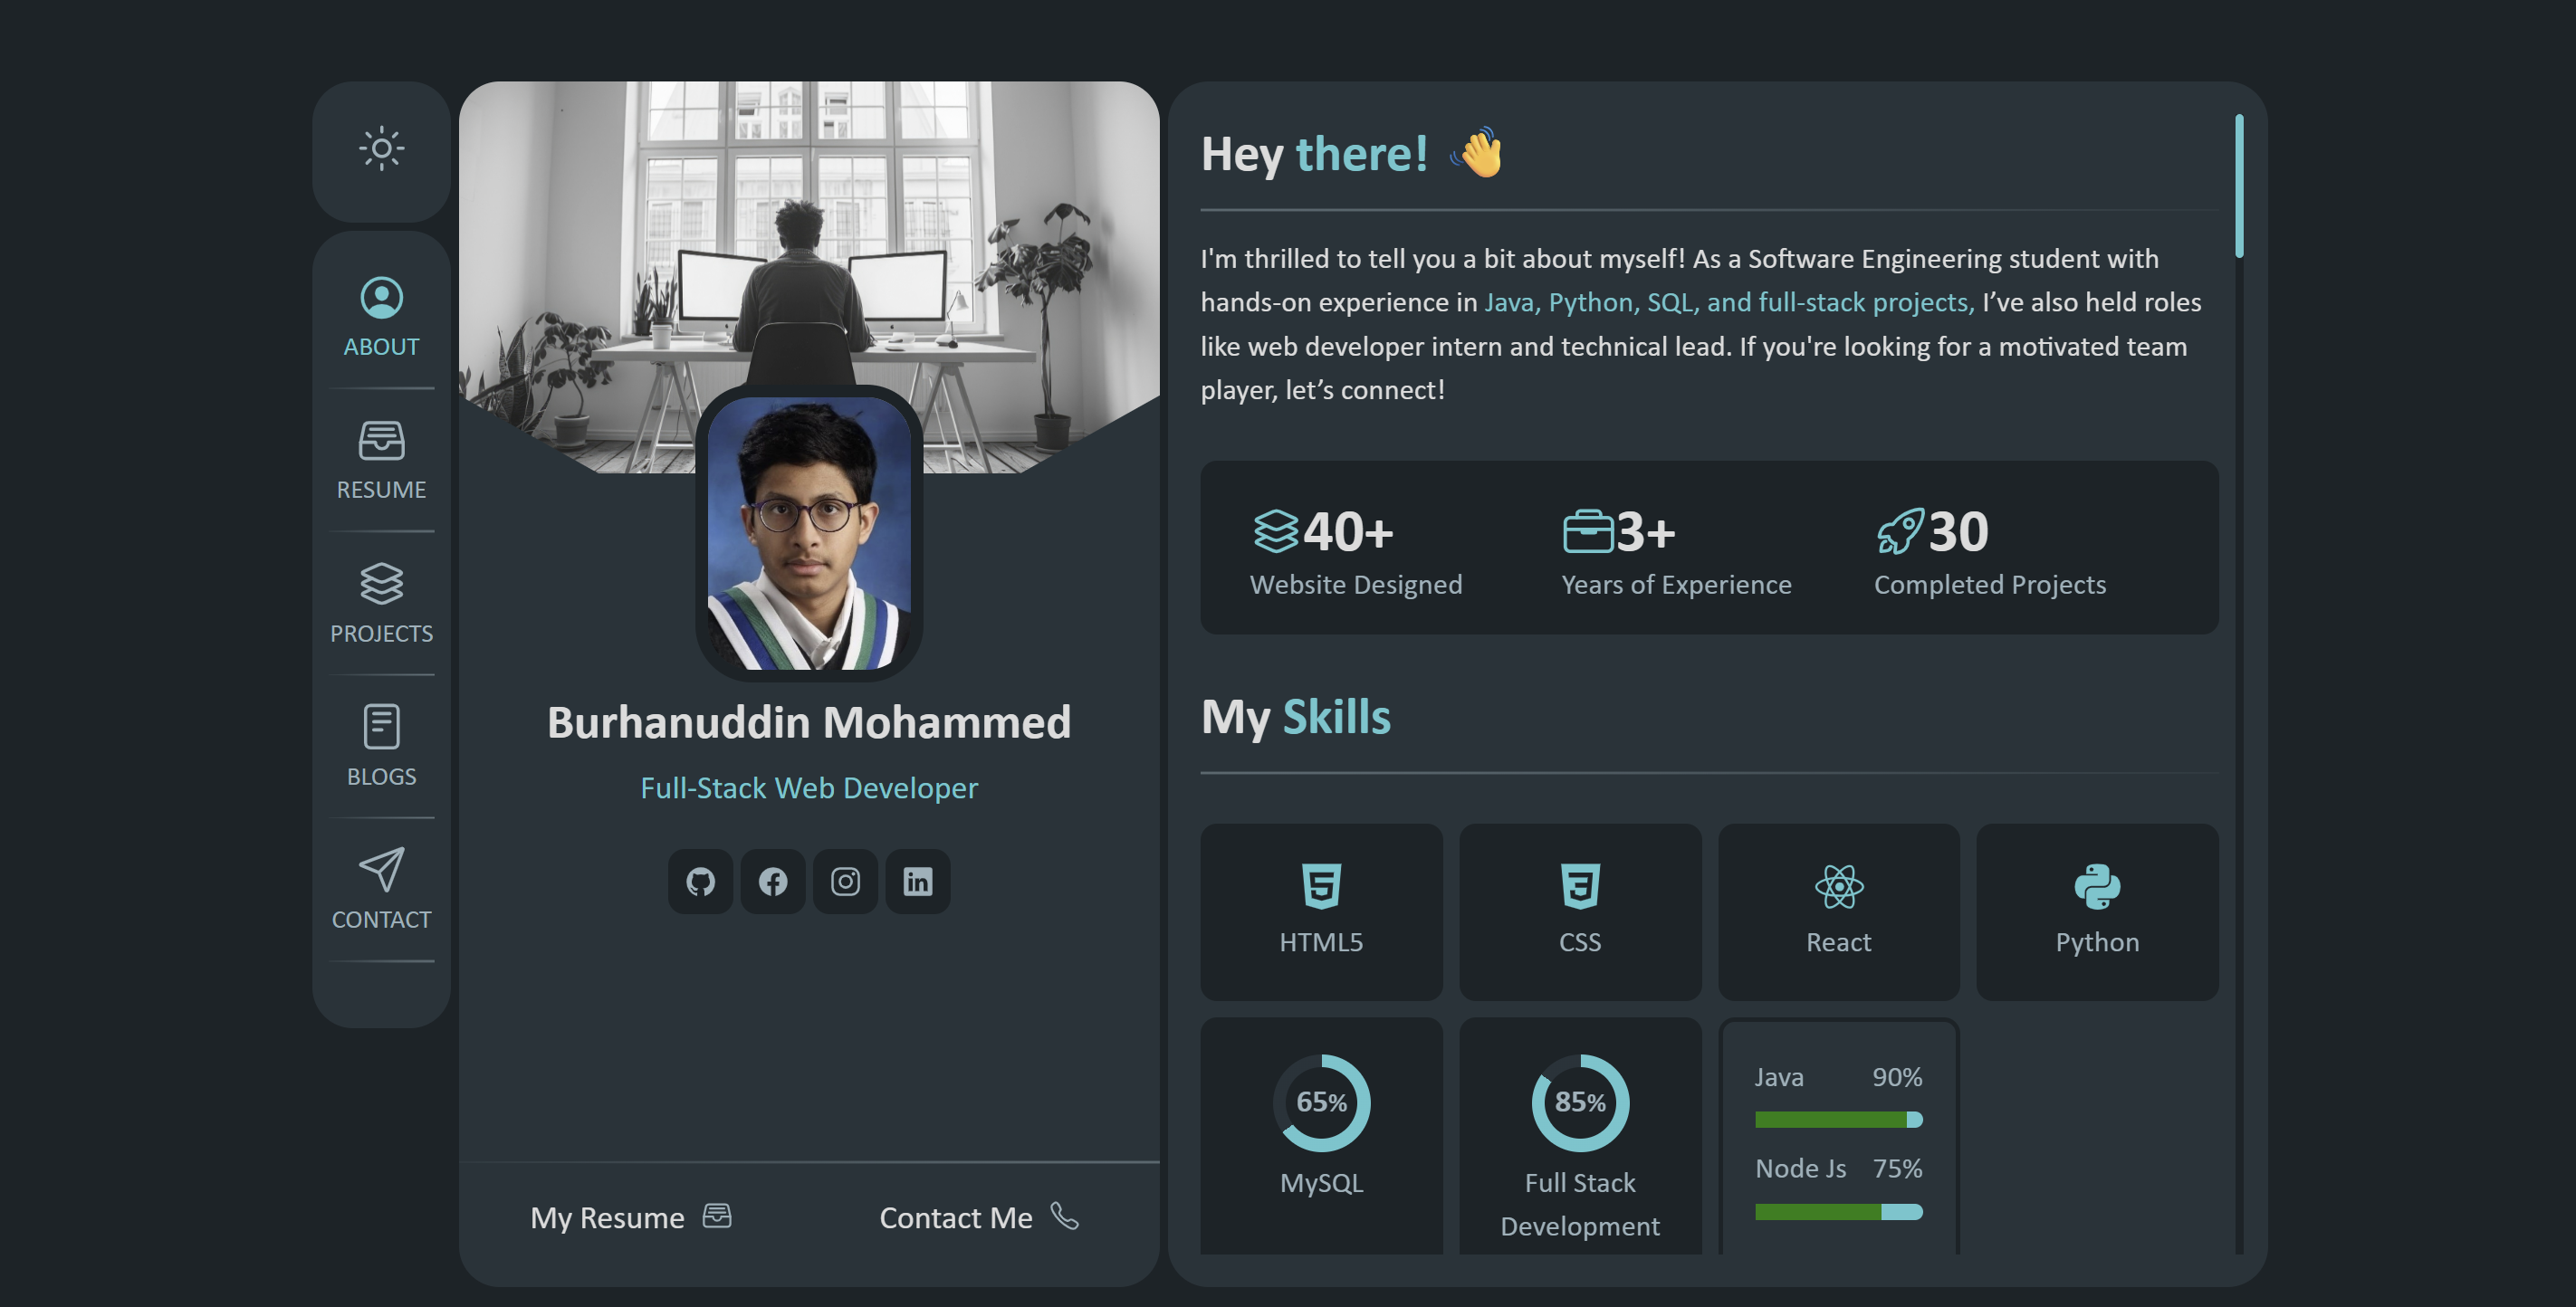 ABOUT
RESUME
PROJECTS
BLOGS
CONTACT
Burhanuddin Mohammed
Full-Stack Web Developer
My Resume
Contact Me
Hey there!
I'm thrilled to tell you a bit about myself! As a Software Engineering student with
hands-on experience in Java, Python, SQL, and full-stack projects, I’ve also held roles
like web developer intern and technical lead. If you're looking for a motivated team
player, let’s connect!
40+
Website Designed
3+
Years of Experience
30
Completed Projects
My Skills
HTML5
CSS
React
Python
65%
MySQL
85%
Full Stack
Development
Java 90%
Node Js 75%